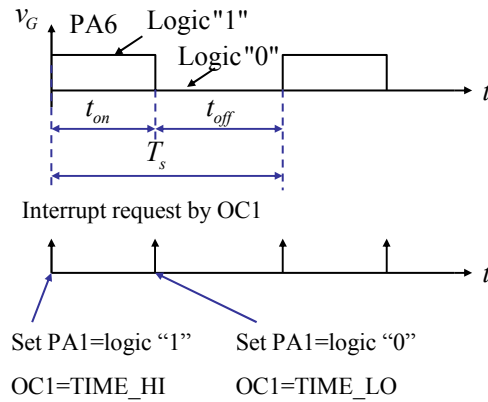 v_G
PA6
Logic "1"
Logic "0"
t
t_on
t_off
T_s
Interrupt request by OC1
t
Set PA1=logic “1”
Set PA1=logic “0”
OC1=TIME_HI
OC1=TIME_LO